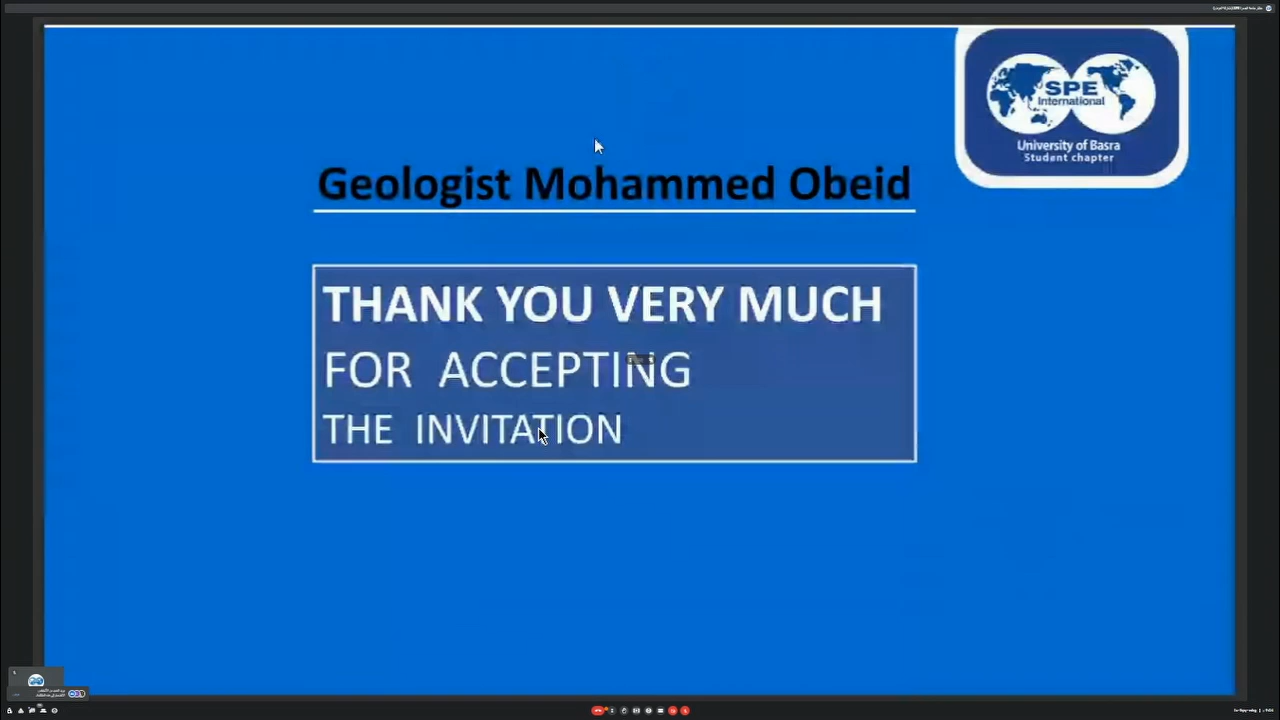 SPE
International
University of Basra
Student chapter
Geologist Mohammed Obeid
THANK YOU VERY MUCH
FOR ACCEPTING
THE INVITATION